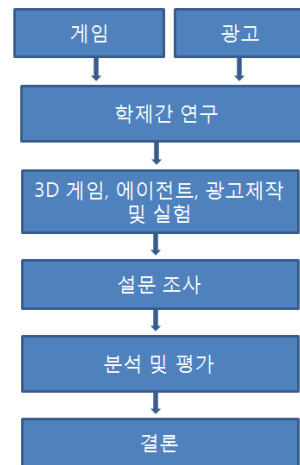 게임
광고
학제간 연구
3D 게임, 에이전트, 광고제작
및 실험
설문 조사
분석 및 평가
결론